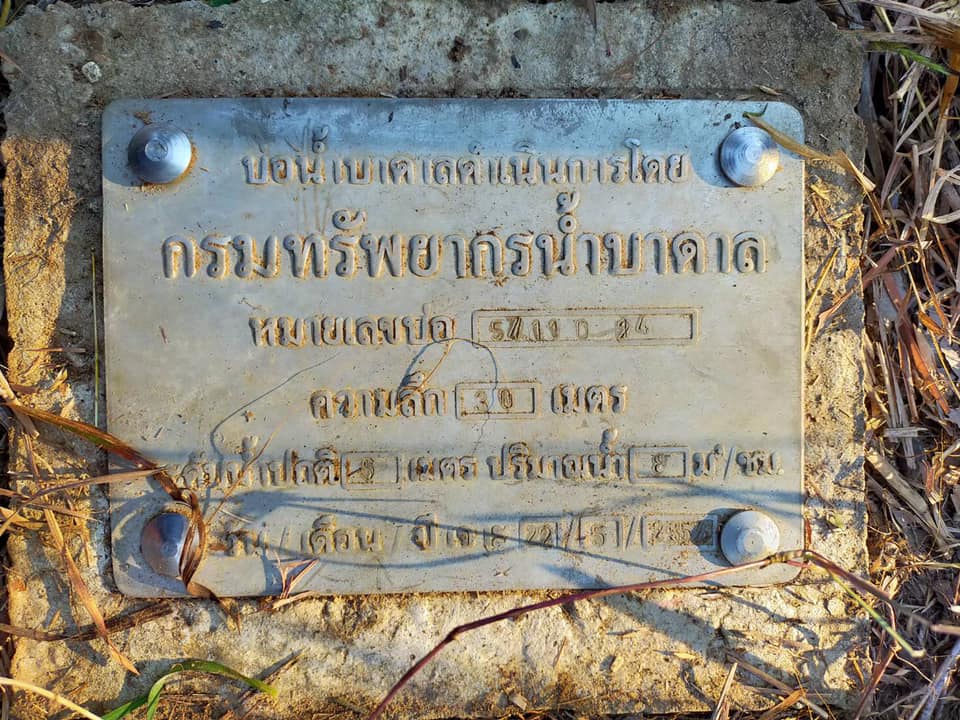 บ่อน้ำบาดาลดำเนินการโดย
กรมทรัพยากรน้ำบาดาล
หมายเลขบ่อ
ความลึก 30 เมตร
ระดับน้ำปกติ เมตร ปริมาณน้ำ 8 ม³/ชม.
วัน/เดือน/ปี 22/5/